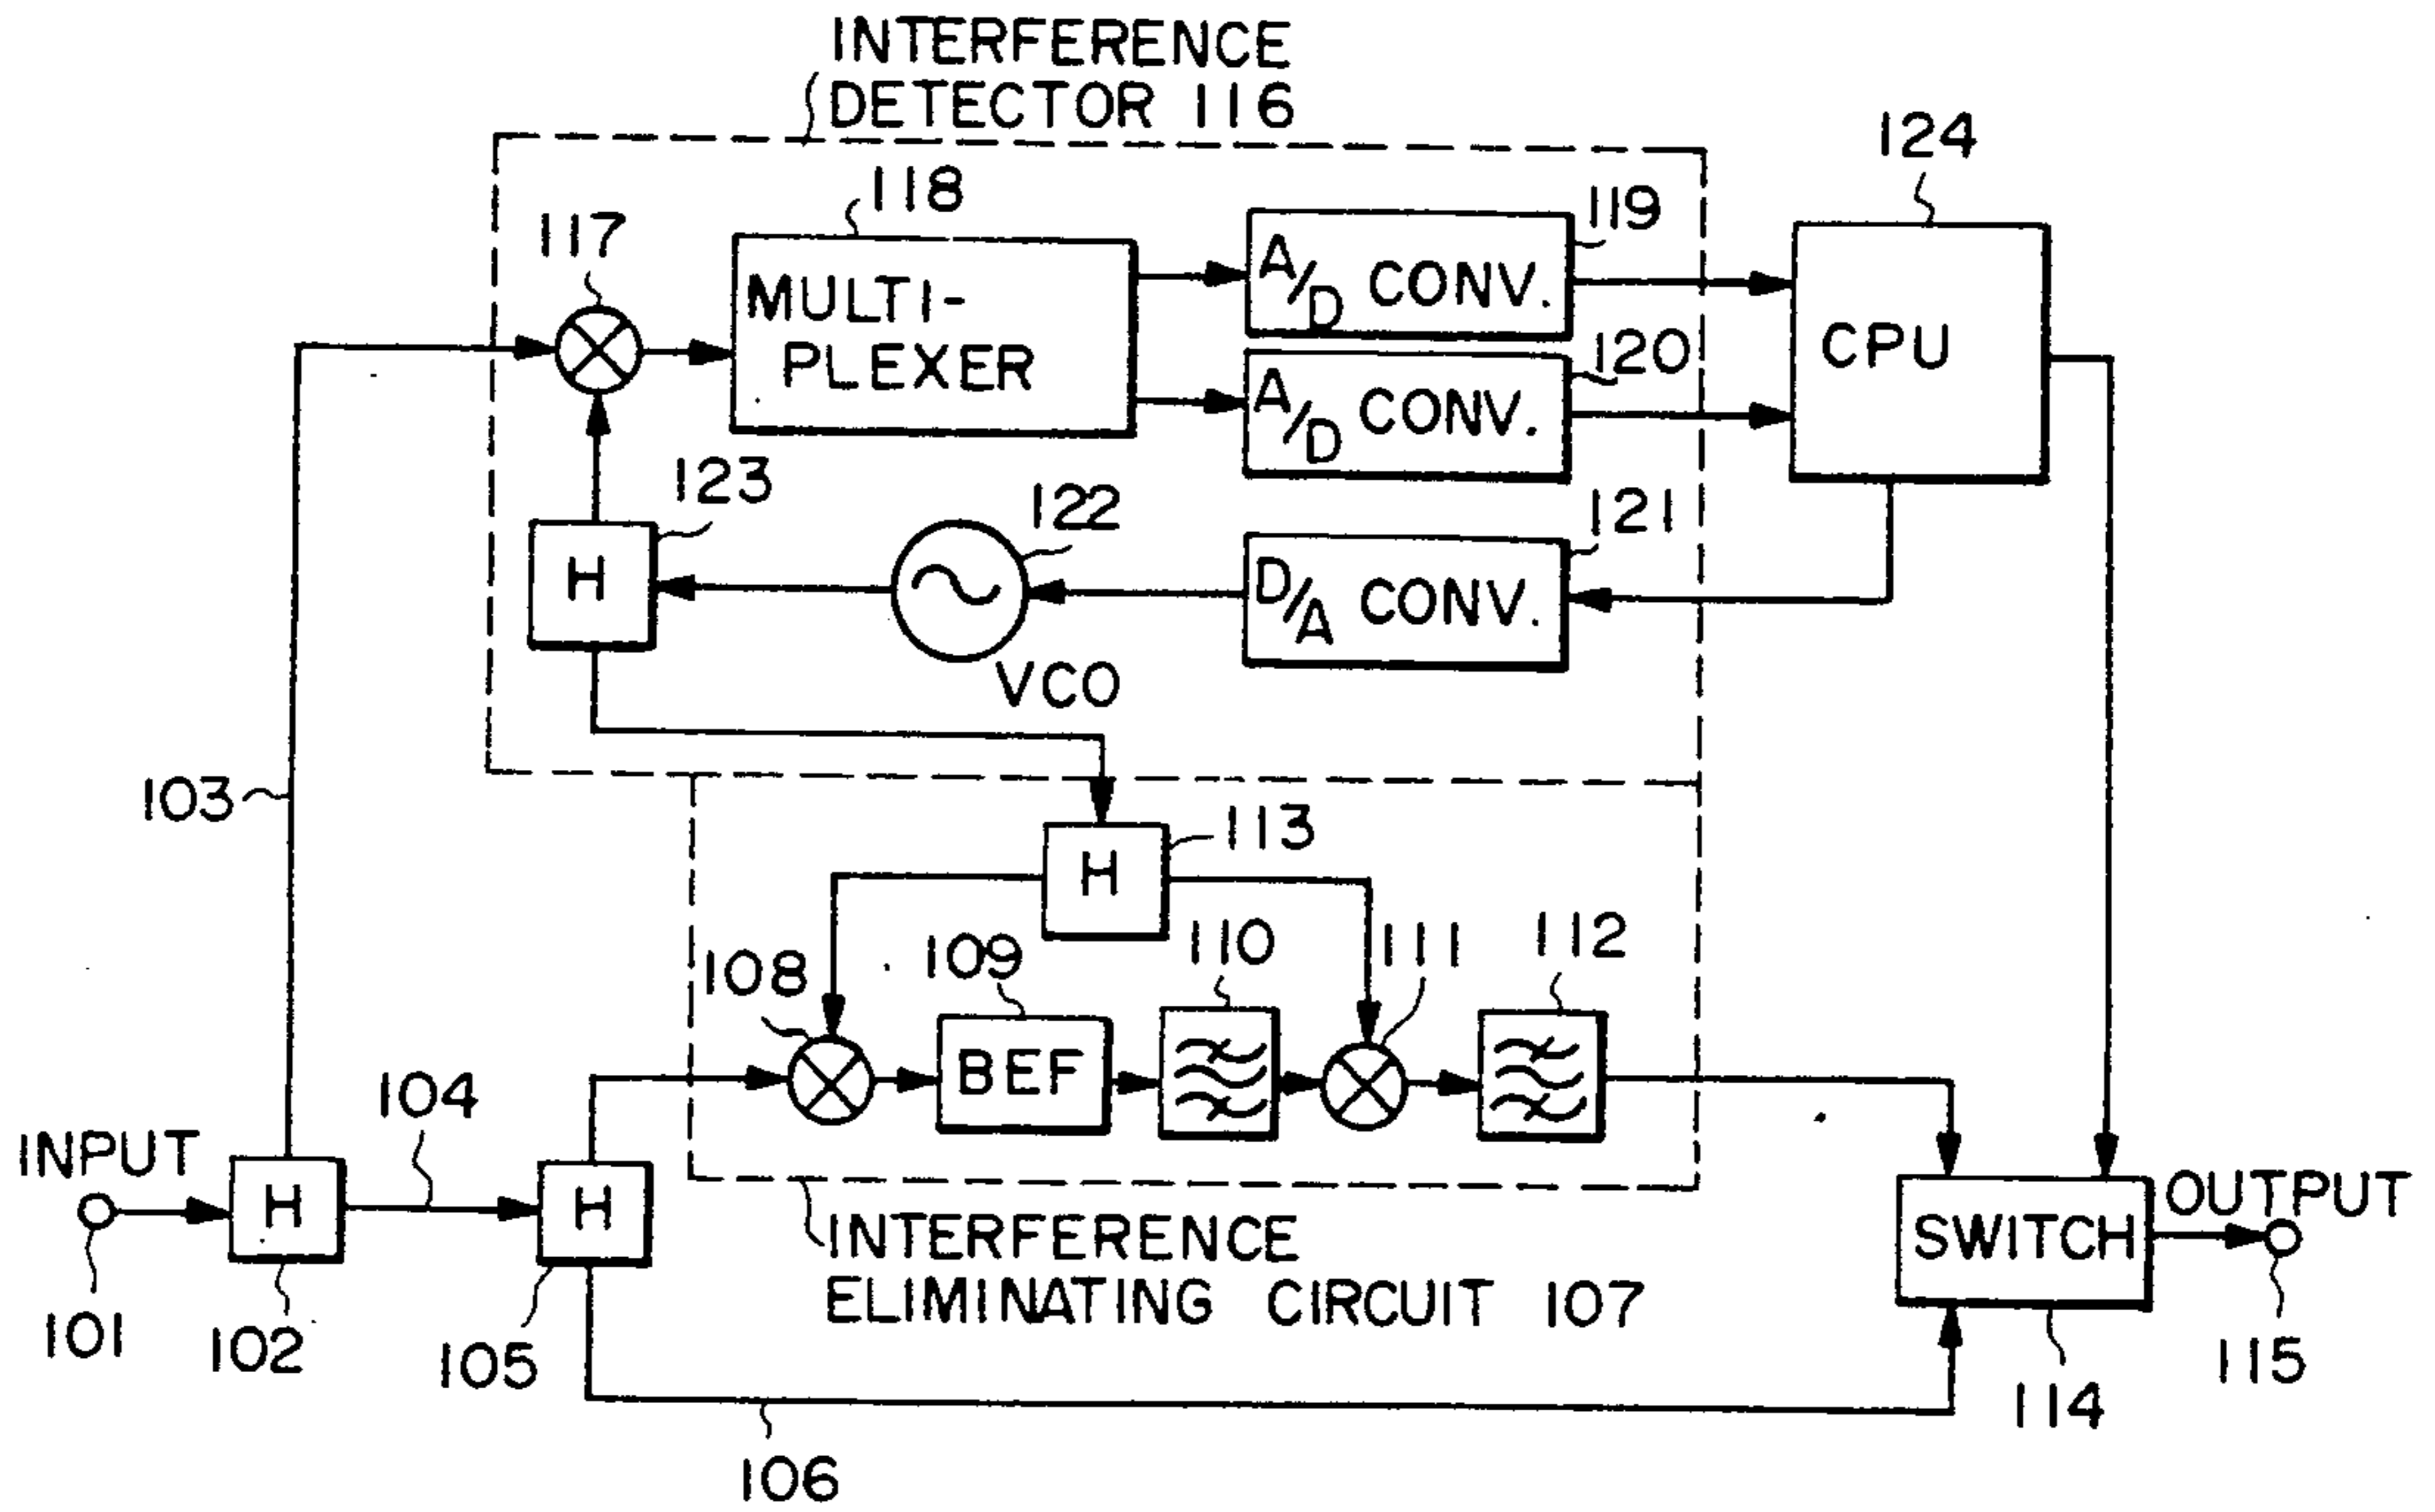 INTERFERENCE
DETECTOR 116
124
118
119
117
MULTI-
PLEXER
A/D CONV.
CPU
120
A/D CONV.
123
122
121
H
D/A CONV.
VCO
103
113
H
108
109
110
111
112
BEF
104
INPUT
H
H
SWITCH
OUTPUT
INTERFERENCE
ELIMINATING CIRCUIT 107
101
102
105
115
114
106